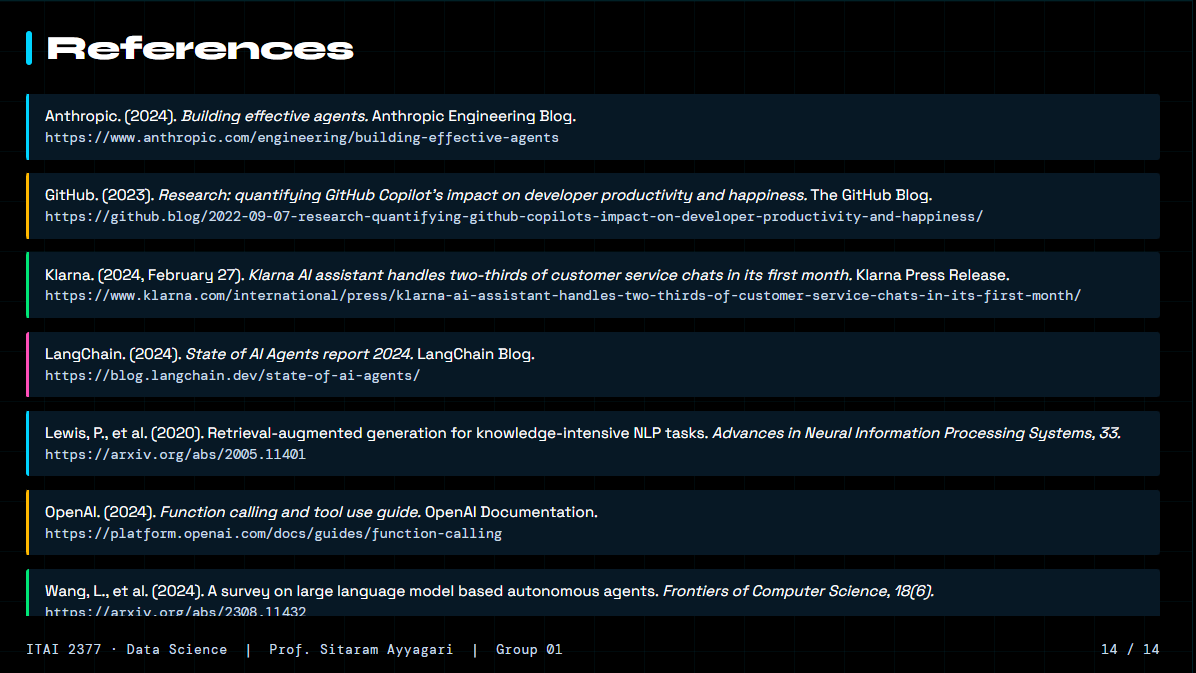 References
Anthropic. (2024). Building effective agents. Anthropic Engineering Blog.
https://www.anthropic.com/engineering/building-effective-agents
GitHub. (2023). Research: quantifying GitHub Copilot's impact on developer productivity and happiness. The GitHub Blog.
https://github.blog/2022-09-07-research-quantifying-github-copilots-impact-on-developer-productivity-and-happiness/
Klarna. (2024, February 27). Klarna AI assistant handles two-thirds of customer service chats in its first month. Klarna Press Release.
https://www.klarna.com/international/press/klarna-ai-assistant-handles-two-thirds-of-customer-service-chats-in-its-first-month/
LangChain. (2024). State of AI Agents report 2024. LangChain Blog.
https://blog.langchain.dev/state-of-ai-agents/
Lewis, P., et al. (2020). Retrieval-augmented generation for knowledge-intensive NLP tasks. Advances in Neural Information Processing Systems, 33.
https://arxiv.org/abs/2005.11401
OpenAI. (2024). Function calling and tool use guide. OpenAI Documentation.
https://platform.openai.com/docs/guides/function-calling
Wang, L., et al. (2024). A survey on large language model based autonomous agents. Frontiers of Computer Science, 18(6).
https://arxiv.org/abs/2308.11432
ITAI 2377 · Data Science | Prof. Sitaram Ayyagari | Group 01
14 / 14